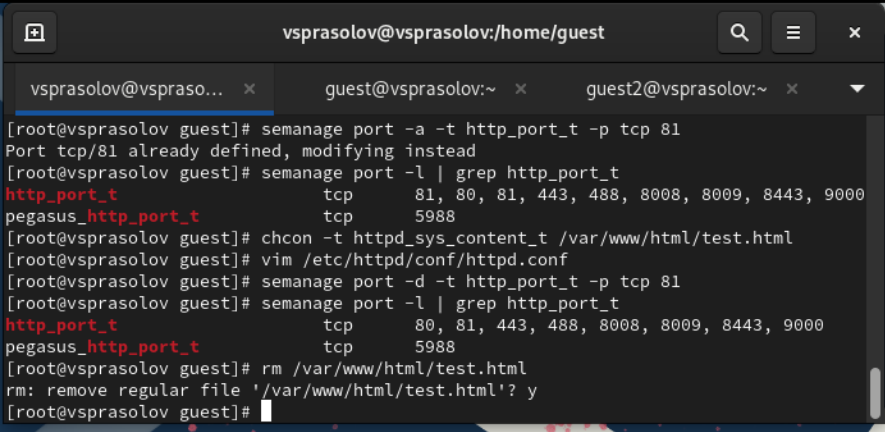 vsprasolov@vsprasolov:/home/guest
vsprasolov@vspraso... guest@vsprasolov:~ guest2@vsprasolov:~
[root@vsprasolov guest]# semanage port -a -t http_port_t -p tcp 81
Port tcp/81 already defined, modifying instead
[root@vsprasolov guest]# semanage port -l | grep http_port_t
http_port_t tcp 81, 80, 81, 443, 488, 8008, 8009, 8443, 9000
pegasus_http_port_t tcp 5988
[root@vsprasolov guest]# chcon -t httpd_sys_content_t /var/www/html/test.html
[root@vsprasolov guest]# vim /etc/httpd/conf/httpd.conf
[root@vsprasolov guest]# semanage port -d -t http_port_t -p tcp 81
[root@vsprasolov guest]# semanage port -l | grep http_port_t
http_port_t tcp 80, 81, 443, 488, 8008, 8009, 8443, 9000
pegasus_http_port_t tcp 5988
[root@vsprasolov guest]# rm /var/www/html/test.html
rm: remove regular file '/var/www/html/test.html'? y
[root@vsprasolov guest]#